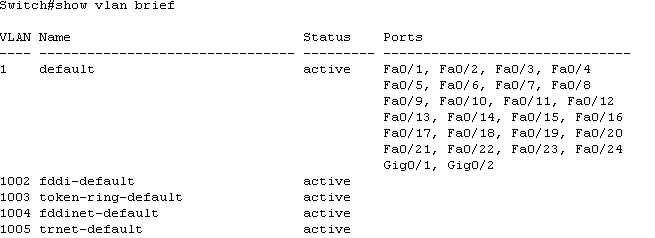 Switch#show vlan brief
VLAN Name                             Status    Ports
---- -------------------------------- --------- -------------------------------
1    default                          active    Fa0/1, Fa0/2, Fa0/3, Fa0/4
                                                Fa0/5, Fa0/6, Fa0/7, Fa0/8
                                                Fa0/9, Fa0/10, Fa0/11, Fa0/12
                                                Fa0/13, Fa0/14, Fa0/15, Fa0/16
                                                Fa0/17, Fa0/18, Fa0/19, Fa0/20
                                                Fa0/21, Fa0/22, Fa0/23, Fa0/24
                                                Gig0/1, Gig0/2
1002 fddi-default                     active
1003 token-ring-default               active
1004 fddinet-default                  active
1005 trnet-default                    active